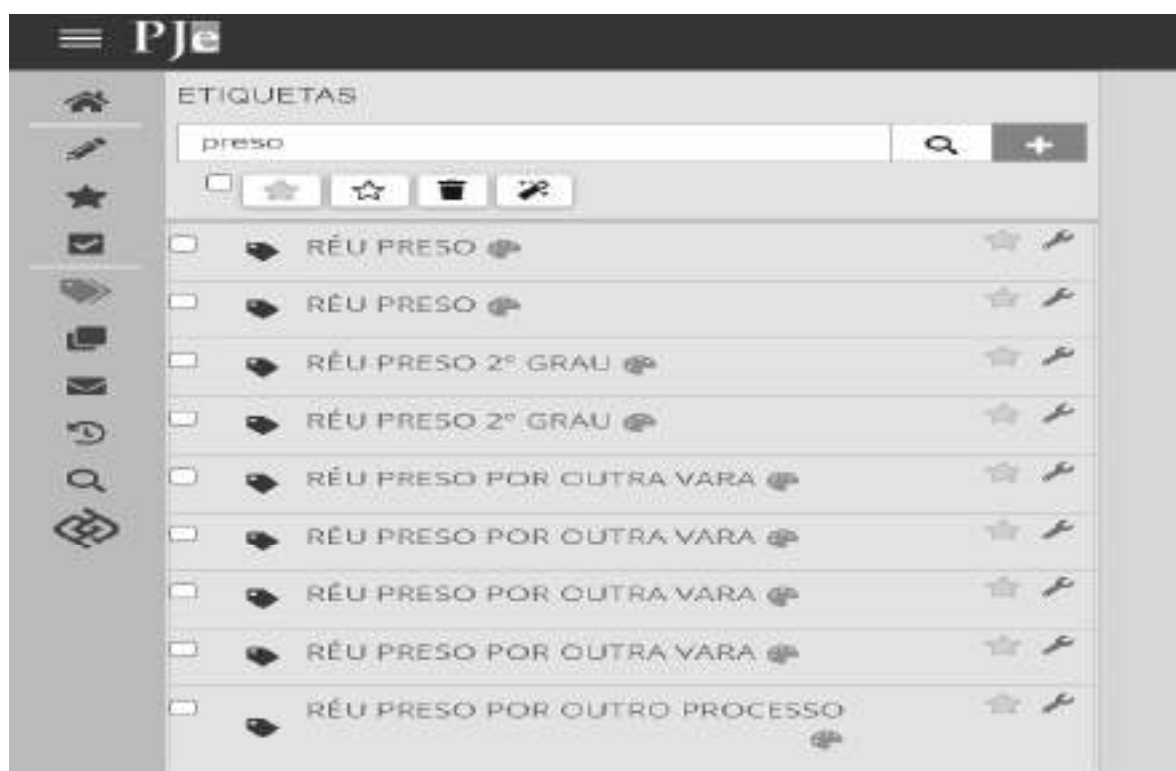 PJe
ETIQUETAS
preso
RÉU PRESO
RÉU PRESO
RÉU PRESO 2º GRAU
RÉU PRESO 2º GRAU
RÉU PRESO POR OUTRA VARA
RÉU PRESO POR OUTRA VARA
RÉU PRESO POR OUTRA VARA
RÉU PRESO POR OUTRA VARA
RÉU PRESO POR OUTRO PROCESSO